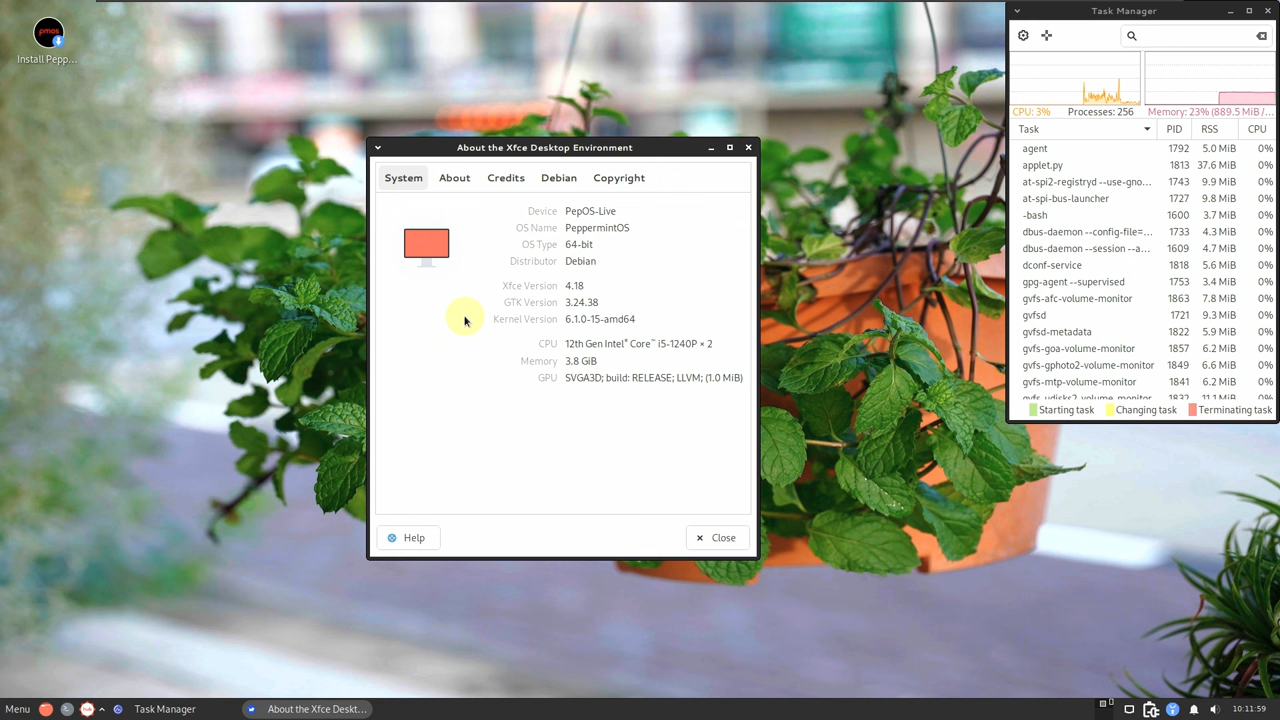 pmos
Install Pepp...
Task Manager
CPU: 3%
Processes: 256
Memory: 23% (889.5 MiB /...
Task PID RSS CPU
agent 1792 5.0 MiB 0%
applet.py 1813 37.6 MiB 0%
at-spi2-registryd --use-gno... 1743 9.9 MiB 0%
at-spi-bus-launcher 1727 9.8 MiB 0%
-bash 1600 3.7 MiB 0%
dbus-daemon --config-file=... 1733 4.3 MiB 0%
dbus-daemon --session --a... 1609 4.7 MiB 0%
dconf-service 1818 5.6 MiB 0%
gpg-agent --supervised 1753 3.4 MiB 0%
gvfs-afc-volume-monitor 1863 7.8 MiB 0%
gvfsd 1721 9.3 MiB 0%
gvfsd-metadata 1822 5.9 MiB 0%
gvfs-goa-volume-monitor 1857 6.2 MiB 0%
gvfs-gphoto2-volume-monitor 1849 6.6 MiB 0%
gvfs-mtp-volume-monitor 1841 6.2 MiB 0%
gvfs-udisks2-volume-monitor 1832 11.1 MiB 0%
Starting task Changing task Terminating task
About the Xfce Desktop Environment
System About Credits Debian Copyright
Device PepOS-Live
OS Name PeppermintOS
OS Type 64-bit
Distributor Debian
Xfce Version 4.18
GTK Version 3.24.38
Kernel Version 6.1.0-15-amd64
CPU 12th Gen Intel® Core™ i5-1240P × 2
Memory 3.8 GiB
GPU SVGA3D; build: RELEASE; LLVM; (1.0 MiB)
Help
Close
Menu
Task Manager
About the Xfce Deskt...
10:11:59